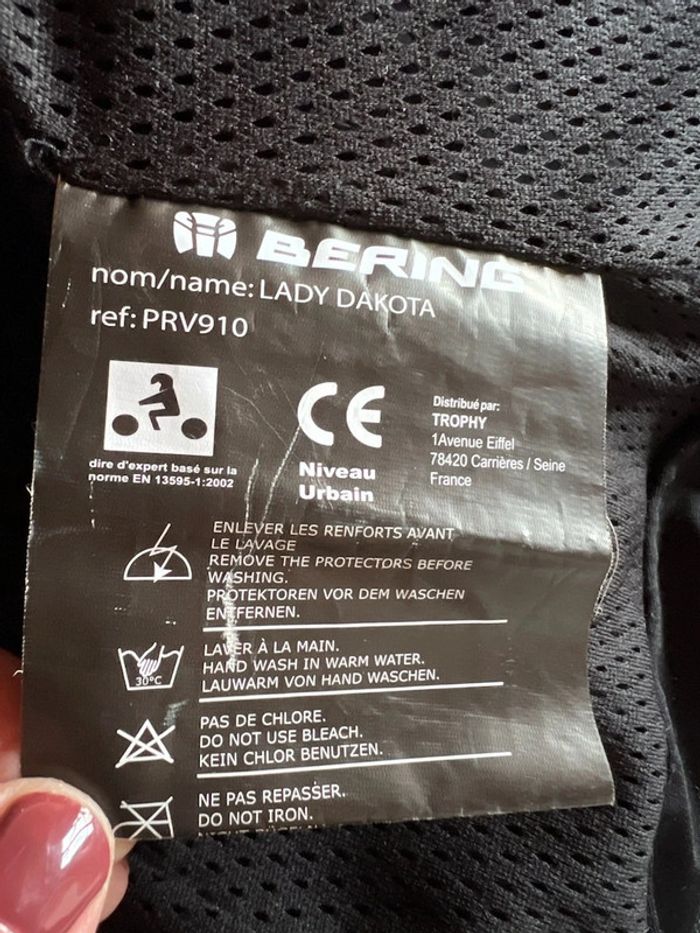 BERING
nom/name: LADY DAKOTA
ref: PRV910
dire d'expert basé sur la
norme EN 13595-1:2002
CE
Niveau
Urbain
Distribué par:
TROPHY
1Avenue Eiffel
78420 Carrières / Seine
France
ENLEVER LES RENFORTS AVANT
LE LAVAGE
REMOVE THE PROTECTORS BEFORE
WASHING.
PROTEKTOREN VOR DEM WASCHEN
ENTFERNEN.
30°C
LAVER À LA MAIN.
HAND WASH IN WARM WATER.
LAUWARM VON HAND WASCHEN.
PAS DE CHLORE.
DO NOT USE BLEACH.
KEIN CHLOR BENUTZEN.
NE PAS REPASSER.
DO NOT IRON.